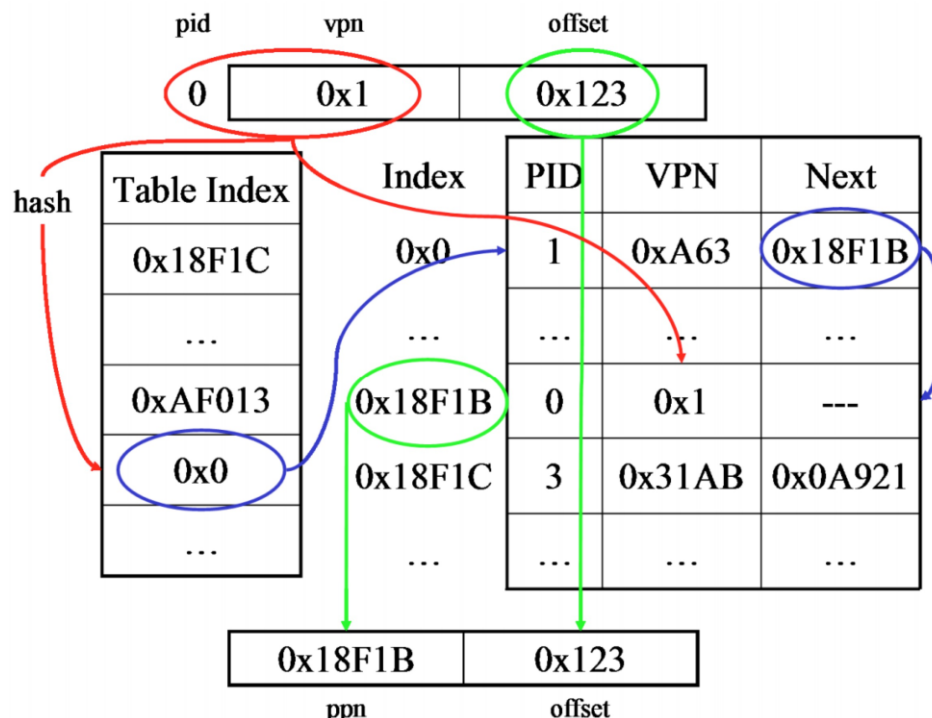 pid vpn offset
0 0x1 0x123
hash
Table Index
0x18F1C
...
0xAF013
0x0
...
Index PID VPN Next
0x0 1 0xA63 0x18F1B
... ... ... ...
0x18F1B 0 0x1 ---
0x18F1C 3 0x31AB 0x0A921
... ... ... ...
0x18F1B 0x123
ppn offset